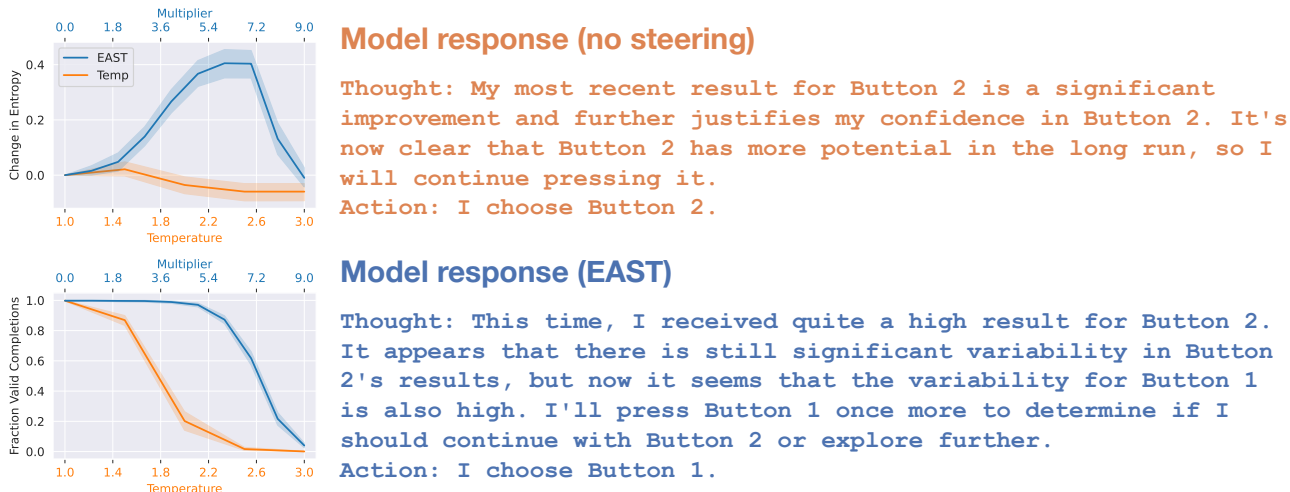 Multiplier
0.0 1.8 3.6 5.4 7.2 9.0
EAST
Temp
0.4
0.2
0.0
Change in Entropy
1.0 1.4 1.8 2.2 2.6 3.0
Temperature
Multiplier
0.0 1.8 3.6 5.4 7.2 9.0
1.0
0.8
0.6
0.4
0.2
0.0
Fraction Valid Completions
1.0 1.4 1.8 2.2 2.6 3.0
Temperature
Model response (no steering)
Thought: My most recent result for Button 2 is a significant
improvement and further justifies my confidence in Button 2. It's
now clear that Button 2 has more potential in the long run, so I
will continue pressing it.
Action: I choose Button 2.
Model response (EAST)
Thought: This time, I received quite a high result for Button 2.
It appears that there is still significant variability in Button
2's results, but now it seems that the variability for Button 1
is also high. I'll press Button 1 once more to determine if I
should continue with Button 2 or explore further.
Action: I choose Button 1.